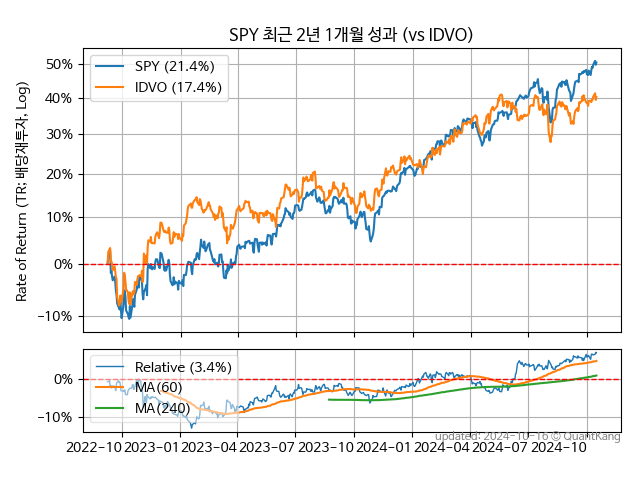 SPY 최근 2년 1개월 성과 (vs IDVO)
Rate of Return (TR; 배당재투자, Log)
50%
40%
30%
20%
10%
0%
−10%
SPY (21.4%)
IDVO (17.4%)
0%
−10%
Relative (3.4%)
MA(60)
MA(240)
2022-10 2023-01 2023-04 2023-07 2023-10 2024-01 2024-04 2024-07 2024-10
updated: 2024-10-16 © QuantKang